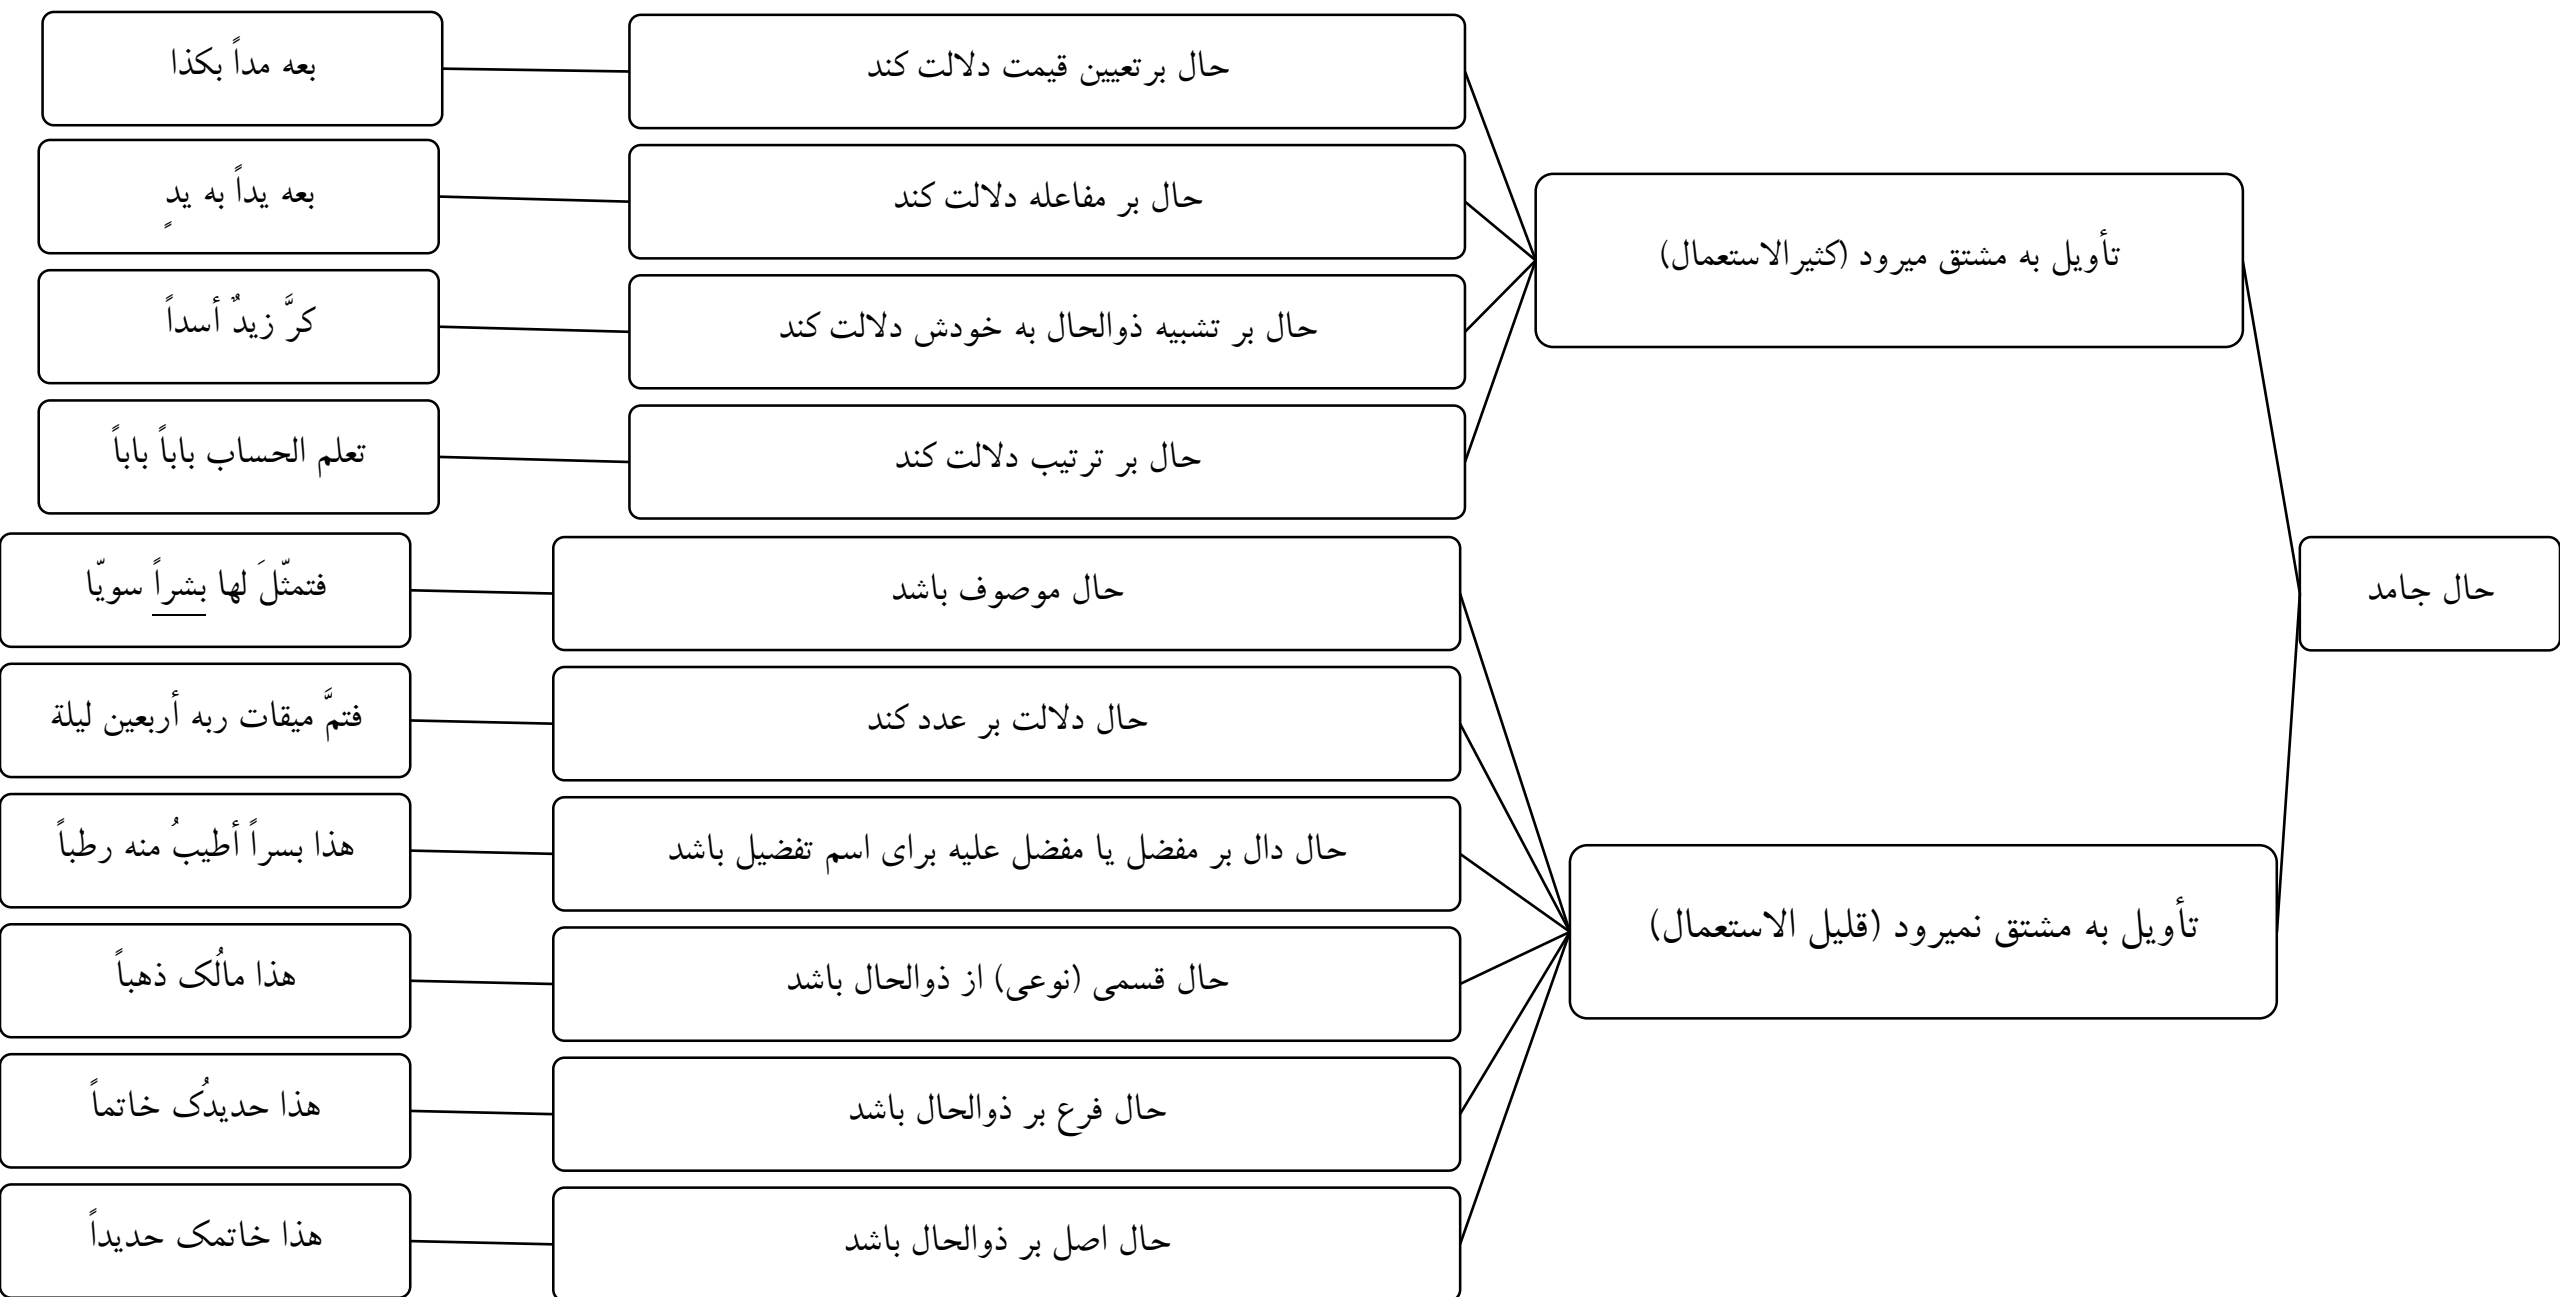 حال جامد
تأویل به مشتق میرود (کثیرالاستعمال)
حال بر تعیین قیمت دلالت کند
بعه مداً بکذا
حال بر مفاعله دلالت کند
بعه یداً به یدٍ
حال بر تشبیه ذوالحال به خودش دلالت کند
کرَّ زیدٌ أسداً
حال بر ترتیب دلالت کند
تعلم الحساب باباً باباً
تأویل به مشتق نمیرود (قلیل الاستعمال)
حال موصوف باشد
فتمثّلَ لها بشراً سویّا
حال دلالت بر عدد کند
فتمَّ میقات ربه أربعین لیلة
حال دال بر مفضل یا مفضل علیه برای اسم تفضیل باشد
هذا بسراً أطیبُ منه رطباً
حال قسمی (نوعی) از ذوالحال باشد
هذا مالُک ذهباً
حال فرع بر ذوالحال باشد
هذا حدیدُک خاتماً
حال اصل بر ذوالحال باشد
هذا خاتمک حدیداً